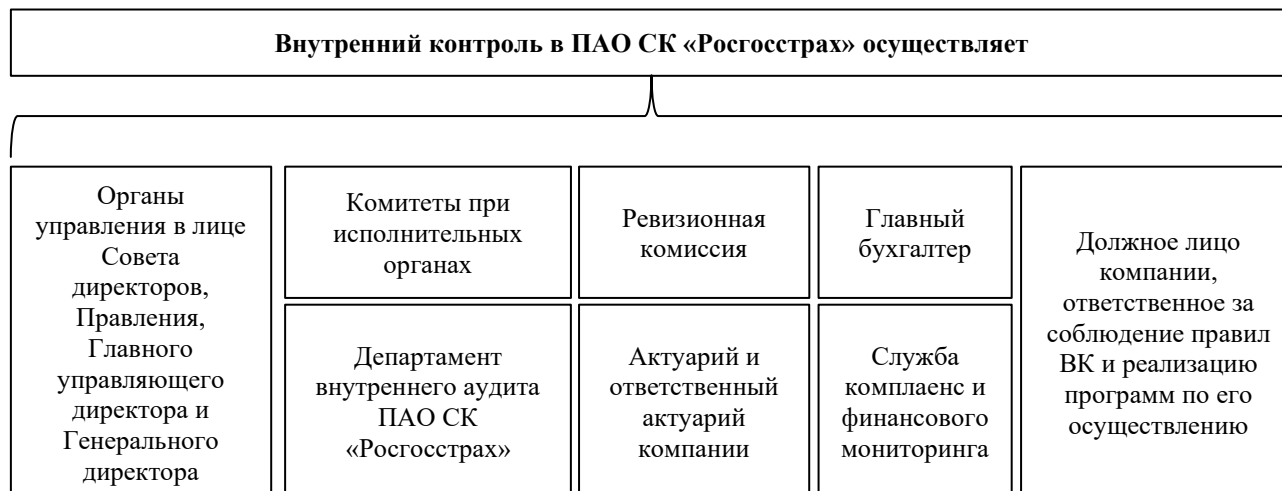 Внутренний контроль в ПАО СК «Росгосстрах» осуществляет
Органы
управления в лице
Совета
директоров,
Правления,
Главного
управляющего
директора и
Генерального
директора
Комитеты при
исполнительных
органах
Департамент
внутреннего аудита
ПАО СК
«Росгосстрах»
Ревизионная
комиссия
Актуарий и
ответственный
актуарий
компании
Главный
бухгалтер
Служба
комплаенс и
финансового
мониторинга
Должное лицо
компании,
ответственное за
соблюдение правил
ВК и реализацию
программ по его
осуществлению